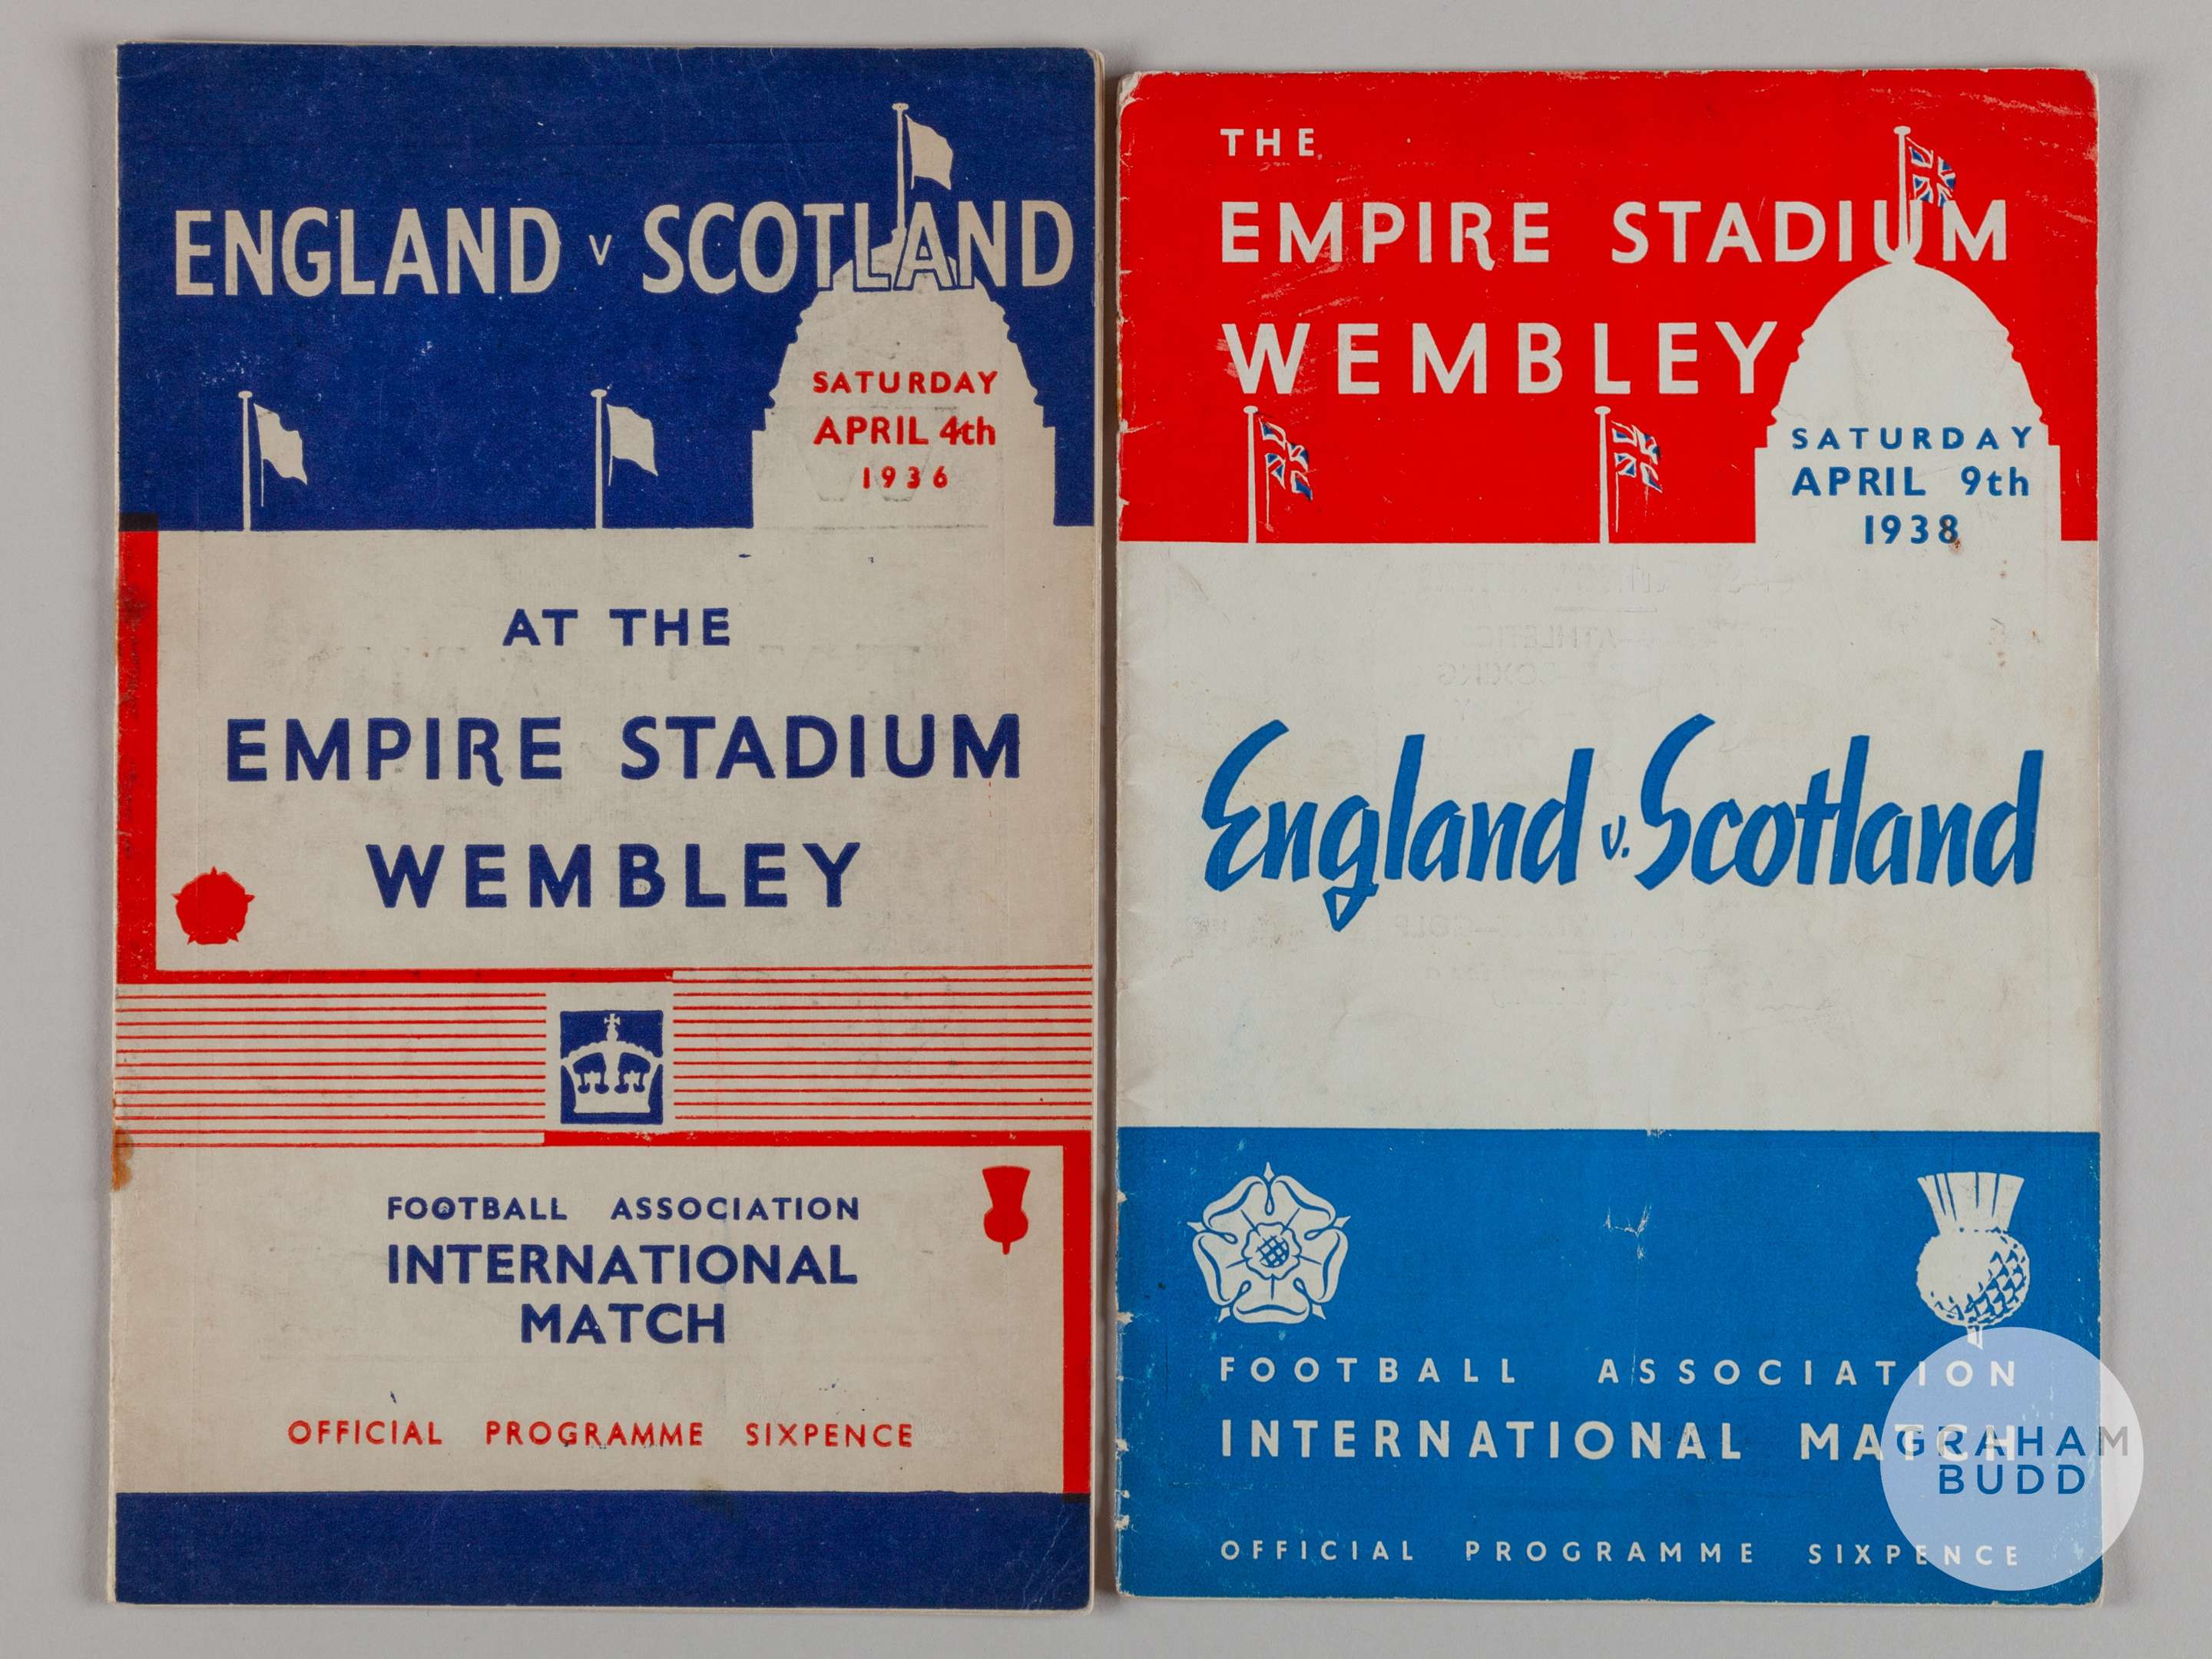 ENGLAND v SCOTLAND
SATURDAY
APRIL 4th
1936
AT THE
EMPIRE STADIUM
WEMBLEY
FOOTBALL ASSOCIATION
INTERNATIONAL
MATCH
OFFICIAL PROGRAMME SIXPENCE
THE
EMPIRE STADIUM
WEMBLEY
SATURDAY
APRIL 9th
1938
England v. Scotland
FOOTBALL ASSOCIATION
INTERNATIONAL MATCH
OFFICIAL PROGRAMME SIXPENCE
GRAHAM
BUDD